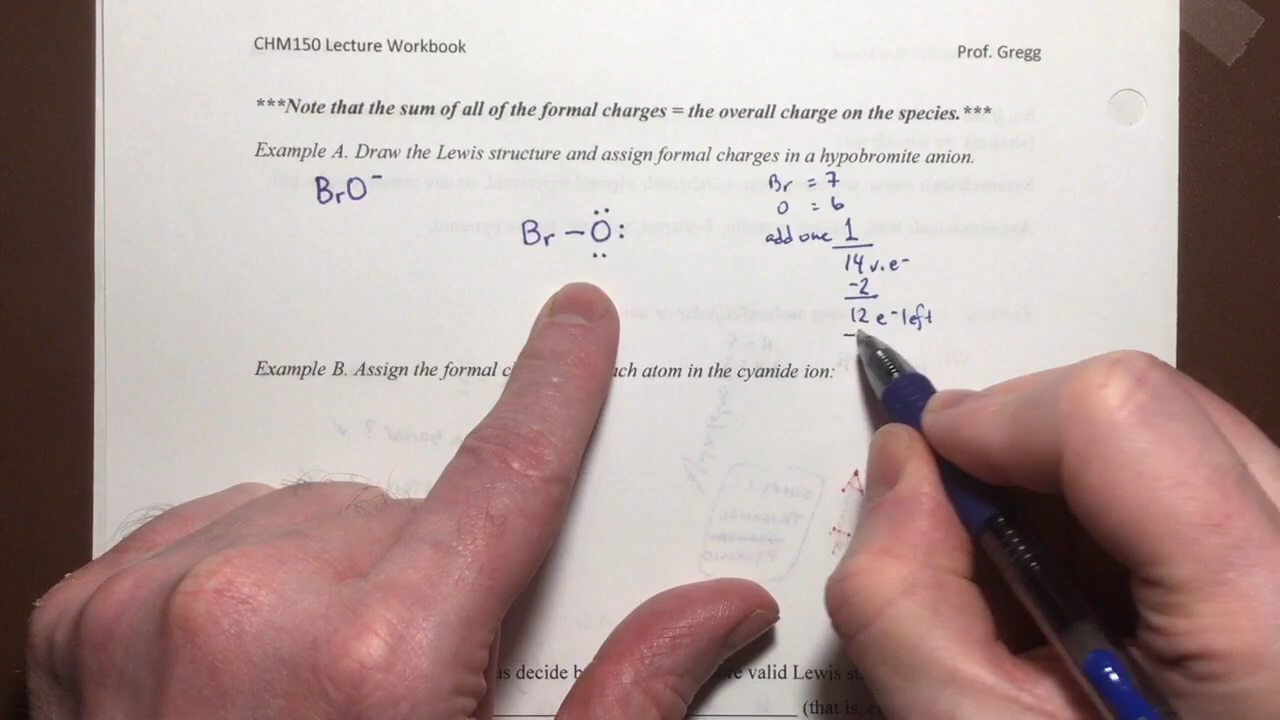 CHM150 Lecture Workbook
Prof. Gregg
***Note that the sum of all of the formal charges = the overall charge on the species.***
Example A. Draw the Lewis structure and assign formal charges in a hypobromite anion.
BrO⁻
Br = 7
O = 6
Br – O :
add one 1
14 v.e-
-2
12 e- left
-
Example B. Assign the formal c ach atom in the cyanide ion:
decide valid Lewis
(that is,